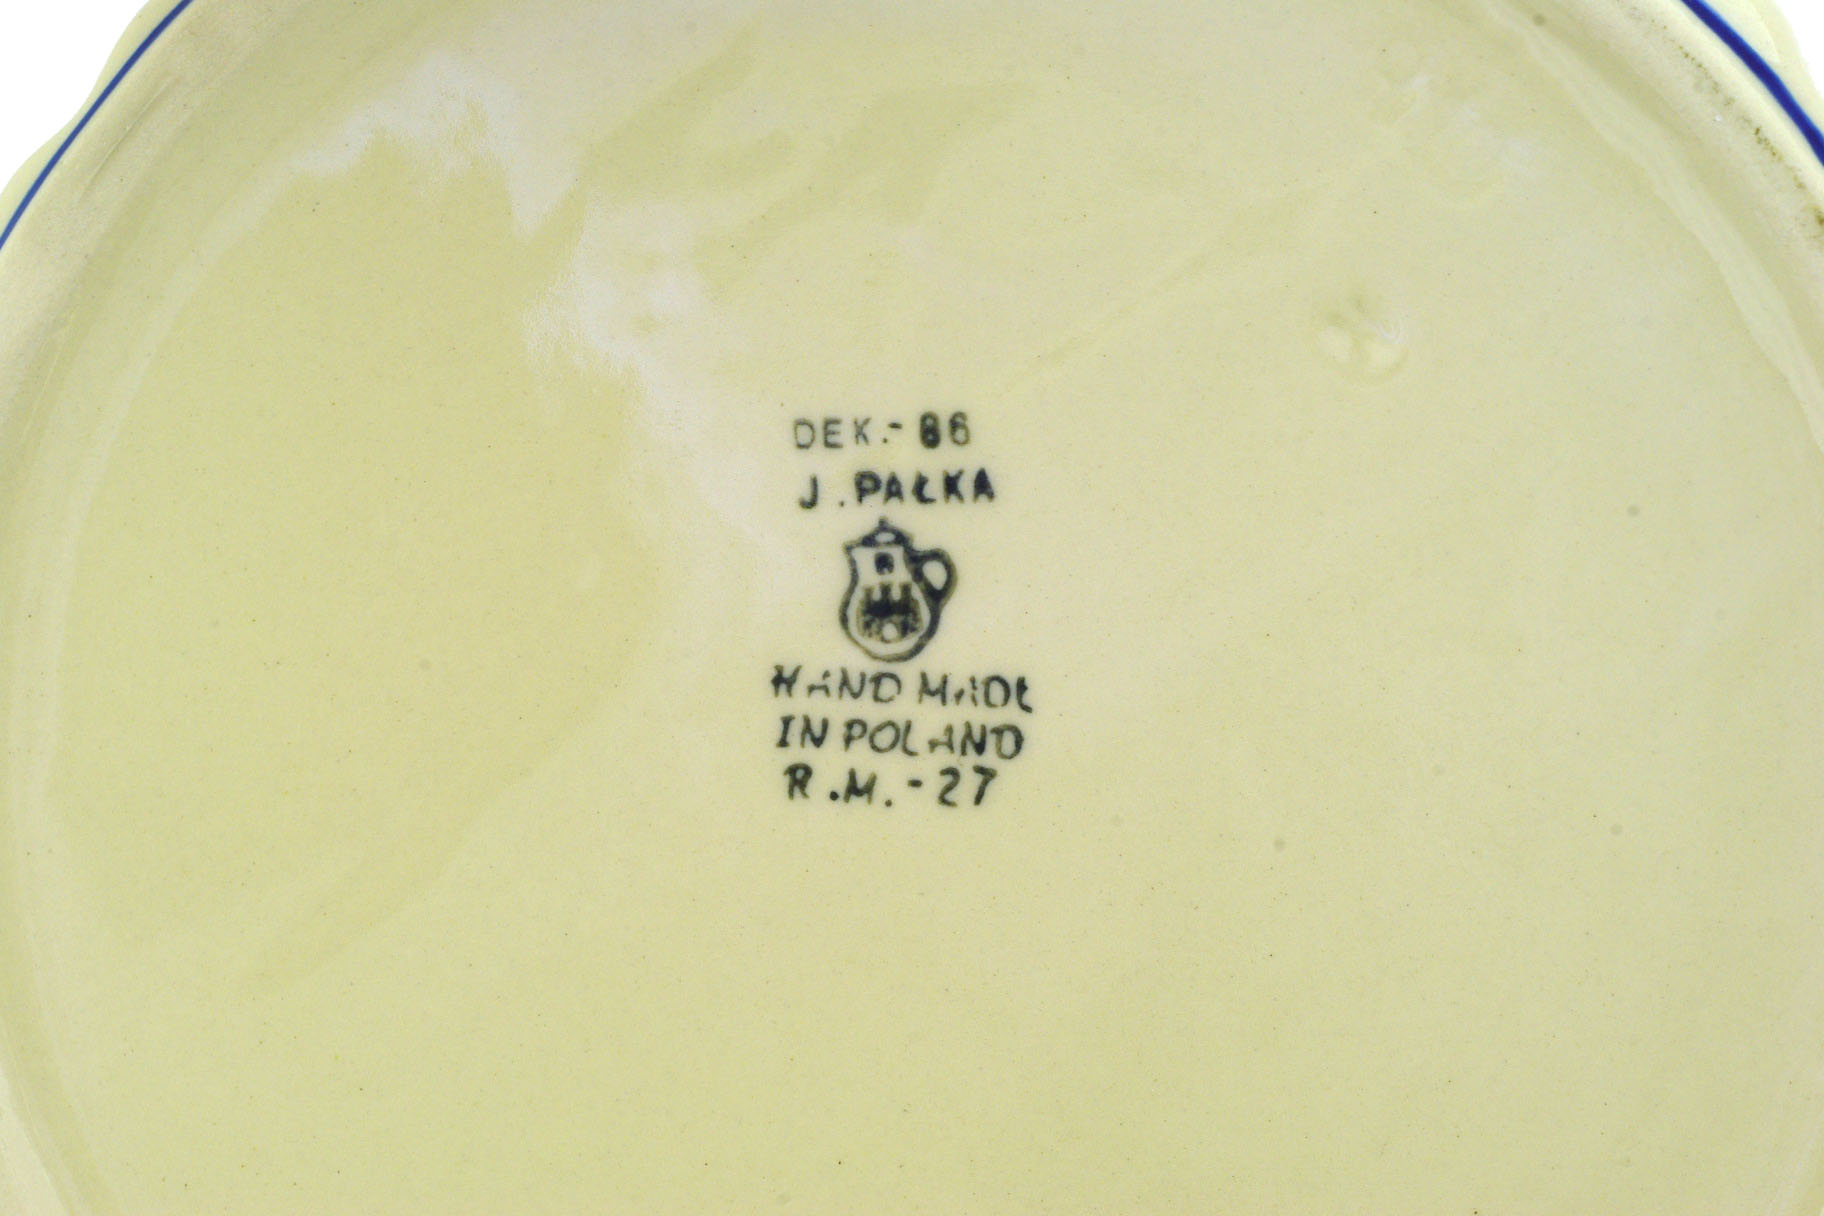 DEK.- 86
J. PAŁKA
HAND MADE
IN POLAND
R.M.-27